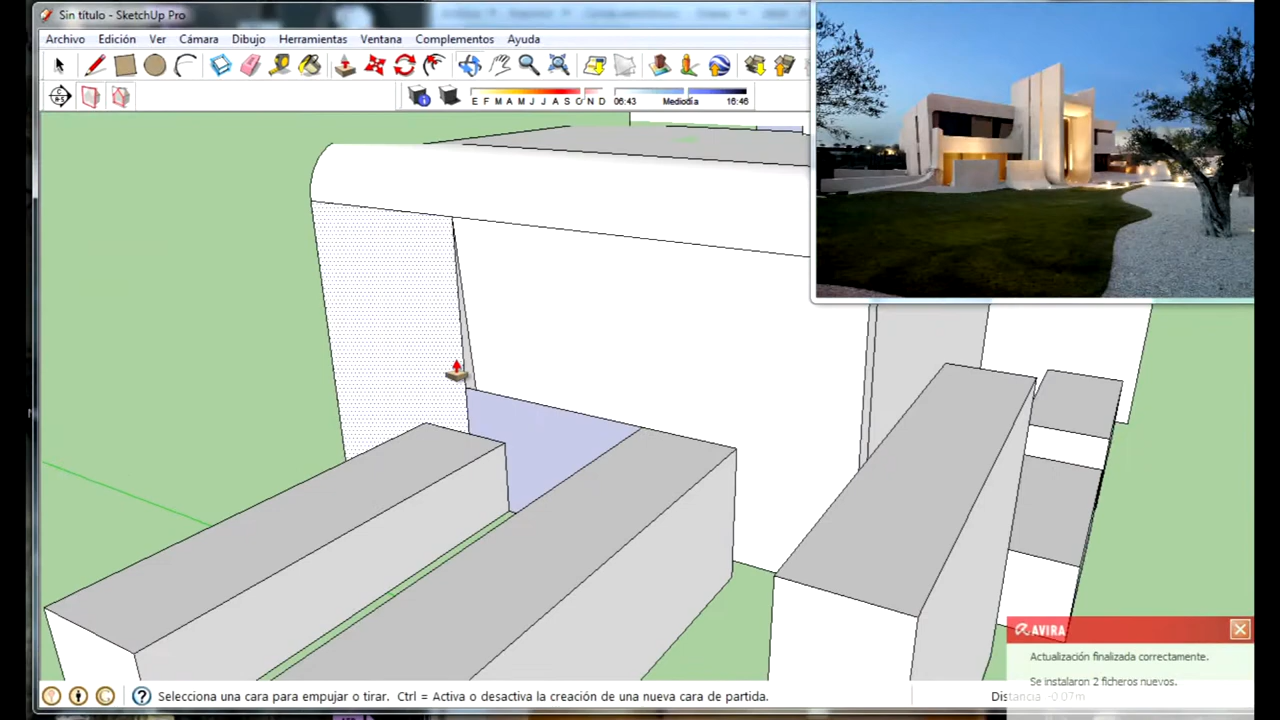 Sin título - SketchUp Pro
Archivo Edición Ver Cámara Dibujo Herramientas Ventana Complementos Ayuda
E F M A M J J A S O N D 06:43 Mediodía 16:46
AVIRA
Actualización finalizada correctamente.
Se instalaron 2 ficheros nuevos.
Selecciona una cara para empujar o tirar. Ctrl = Activa o desactiva la creación de una nueva cara de partida.
Distancia -0.07m